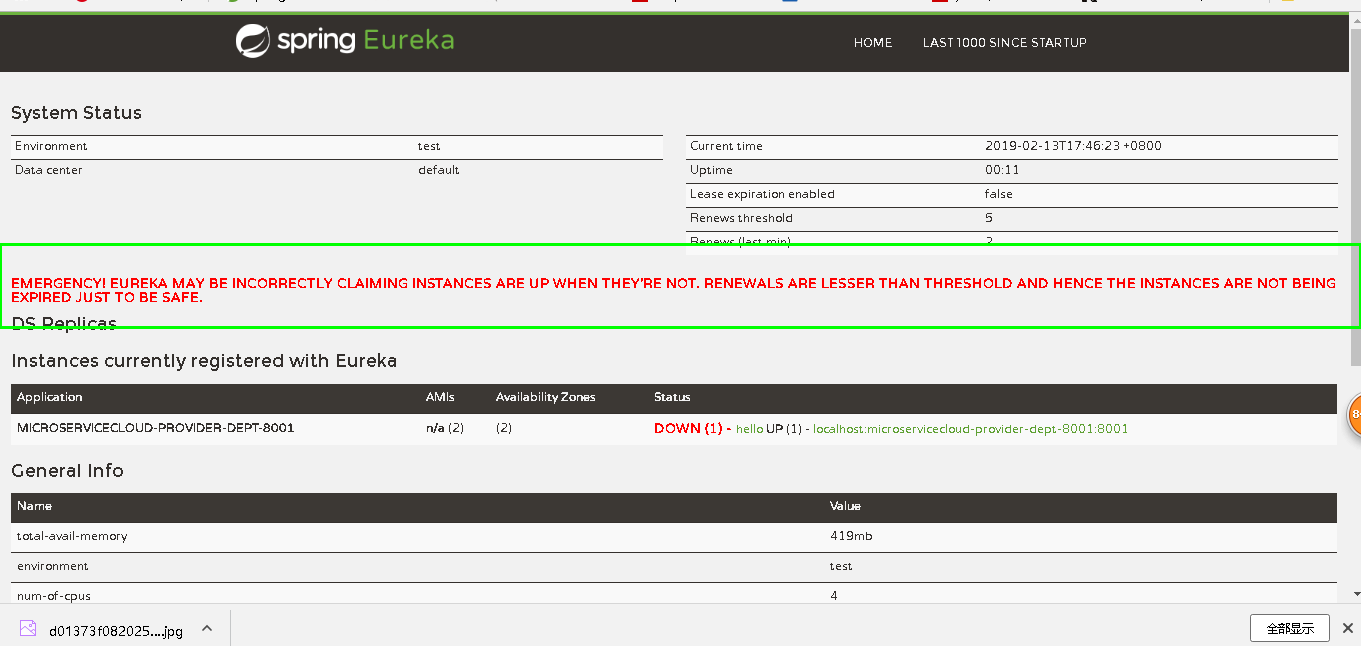 spring Eureka
HOME LAST 1000 SINCE STARTUP
System Status
Environment test
Data center default
Current time 2019-02-13T17:46:23 +0800
Uptime 00:11
Lease expiration enabled false
Renews threshold 5
Renews (last min) 2
EMERGENCY! EUREKA MAY BE INCORRECTLY CLAIMING INSTANCES ARE UP WHEN THEY'RE NOT. RENEWALS ARE LESSER THAN THRESHOLD AND HENCE THE INSTANCES ARE NOT BEING
EXPIRED JUST TO BE SAFE.
DS Replicas
Instances currently registered with Eureka
Application AMIs Availability Zones Status
MICROSERVICECLOUD-PROVIDER-DEPT-8001 n/a (2) (2) DOWN (1) - hello UP (1) - localhost:microservicecloud-provider-dept-8001:8001
General Info
Name Value
total-avail-memory 419mb
environment test
num-of-cpus 4
d01373f082025....jpg
全部显示